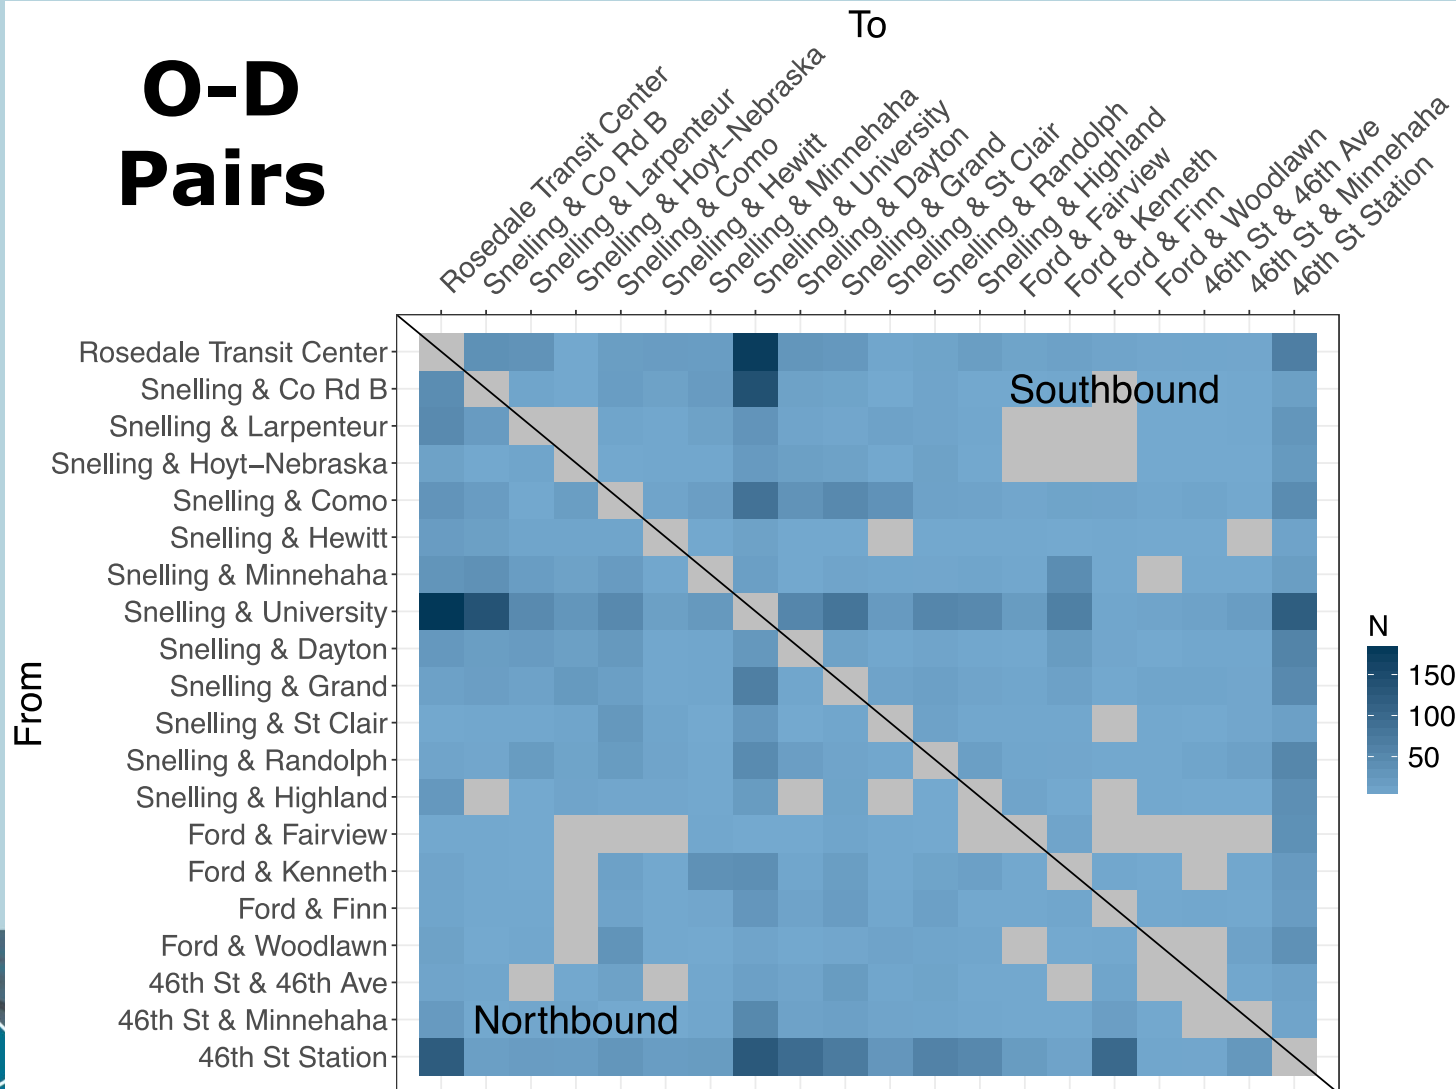 O-D
Pairs
To
Rosedale Transit Center
Snelling & Co Rd B
Snelling & Larpenteur
Snelling & Hoyt–Nebraska
Snelling & Como
Snelling & Hewitt
Snelling & Minnehaha
Snelling & University
Snelling & Dayton
Snelling & Grand
Snelling & St Clair
Snelling & Randolph
Snelling & Highland
Ford & Fairview
Ford & Kenneth
Ford & Finn
Ford & Woodlawn
46th St & 46th Ave
46th St & Minnehaha
46th St Station
From
Rosedale Transit Center
Snelling & Co Rd B
Snelling & Larpenteur
Snelling & Hoyt–Nebraska
Snelling & Como
Snelling & Hewitt
Snelling & Minnehaha
Snelling & University
Snelling & Dayton
Snelling & Grand
Snelling & St Clair
Snelling & Randolph
Snelling & Highland
Ford & Fairview
Ford & Kenneth
Ford & Finn
Ford & Woodlawn
46th St & 46th Ave
46th St & Minnehaha
46th St Station
Southbound
Northbound
N
150
100
50